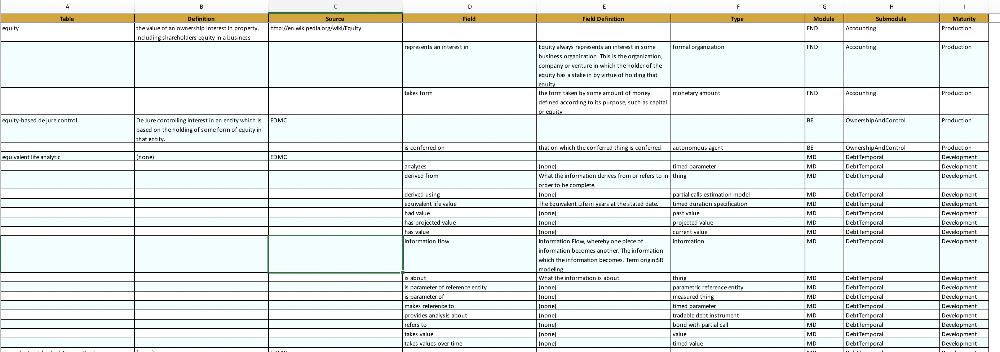 A B C D E F G H I
Table Definition Source Field Field Definition Type Module Submodule Maturity
equity the value of an ownership interest in property, http://en.wikipedia.org/wiki/Equity FND Accounting Production
including shareholders equity in a business
represents an interest in Equity always represents an interest in some formal organization FND Accounting Production
business organization. This is the organization,
company or venture in which the holder of the
equity has a stake in by virtue of holding that
equity
takes form the form taken by some amount of money monetary amount FND Accounting Production
defined according to its purpose, such as capital
or equity
equity-based de jure control De Jure controlling interest in an entity which is EDMC BE OwnershipAndControl Production
based on the holding of some form of equity in
that entity.
is conferred on that on which the conferred thing is conferred autonomous agent BE OwnershipAndControl Production
equivalent life analytic (none) EDMC MD DebtTemporal Development
analyzes (none) timed parameter MD DebtTemporal Development
derived from What the information derives from or refers to in thing MD DebtTemporal Development
order to be complete.
derived using (none) partial calls estimation model MD DebtTemporal Development
equivalent life value The Equivalent Life in years at the stated date. timed duration specification MD DebtTemporal Development
had value (none) past value MD DebtTemporal Development
has projected value (none) projected value MD DebtTemporal Development
has value (none) current value MD DebtTemporal Development
information flow Information Flow, whereby one piece of information MD DebtTemporal Development
information becomes another. The information
which the information becomes. Term origin:SR
modeling
is about What the information is about thing MD DebtTemporal Development
is parameter of reference entity (none) parametric reference entity MD DebtTemporal Development
is parameter of (none) measured thing MD DebtTemporal Development
makes reference to (none) timed parameter MD DebtTemporal Development
provides analysis about (none) tradable debt instrument MD DebtTemporal Development
refers to (none) bond with partial call MD DebtTemporal Development
takes value (none) value MD DebtTemporal Development
takes values over time (none) timed value MD DebtTemporal Development